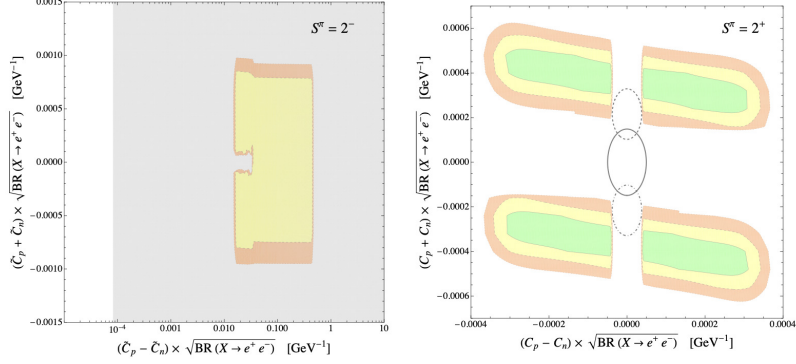 S^π = 2^-
0.0015
0.0010
0.0005
0.0000
-0.0005
-0.0010
-0.0015
(C̃_p + C̃_n) × √BR (X → e^+ e^-) [GeV^-1]
10^-4 0.001 0.010 0.100 1 10
(C̃_p - C̃_n) × √BR (X → e^+ e^-) [GeV^-1]
S^π = 2^+
0.0006
0.0004
0.0002
0.0000
-0.0002
-0.0004
-0.0006
(C_p + C_n) × √BR (X → e^+ e^-) [GeV^-1]
-0.0004 -0.0002 0.0000 0.0002 0.0004
(C_p - C_n) × √BR (X → e^+ e^-) [GeV^-1]